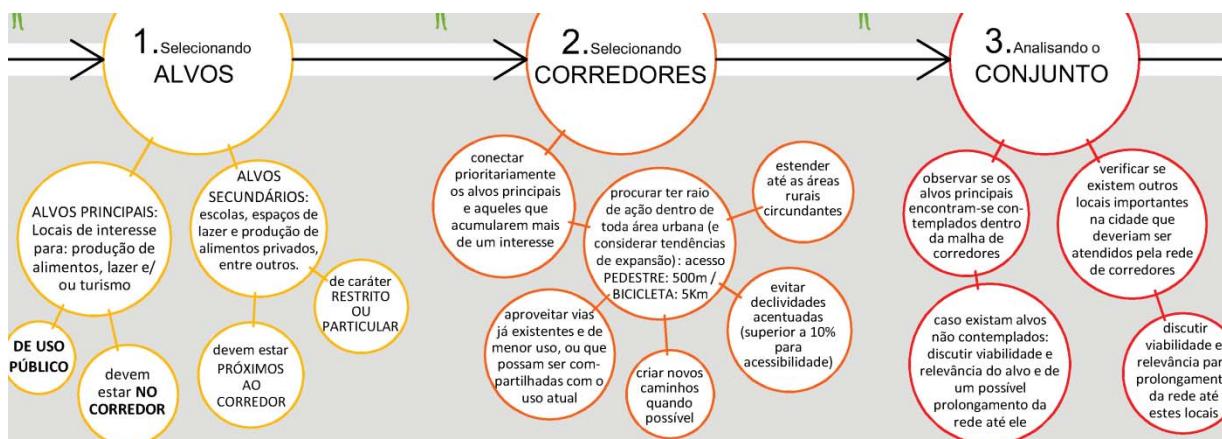 1.Selecionando
ALVOS
ALVOS PRINCIPAIS:
Locais de interesse
para: produção de
alimentos, lazer e/
ou turismo
DE USO
PÚBLICO
devem
estar NO
CORREDOR
ALVOS
SECUNDÁRIOS:
escolas, espaços de
lazer e produção de
alimentos privados,
entre outros.
devem estar
PRÓXIMOS
AO
CORREDOR
de caráter
RESTRITO
OU
PARTICULAR
2.Selecionando
CORREDORES
conectar
prioritariamente
os alvos principais
e aqueles que
acumularem mais
de um interesse
procurar ter raio
de ação dentro de
toda área urbana (e
considerar tendências
de expansão): acesso
PEDESTRE: 500m /
BICICLETA: 5Km
estender
até as áreas
rurais
circundantes
evitar
declividades
acentuadas
(superior a 10%
para
acessibilidade)
criar novos
caminhos
quando
possível
aproveitar vias
já existentes e de
menor uso, ou que
possam ser com-
partilhadas com o
uso atual
3.Analisando o
CONJUNTO
observar se os
alvos principais
encontram-se con-
templados dentro
da malha de
corredores
caso existam alvos
não contemplados:
discutir viabilidade e
relevância do alvo e de
um possível
prolongamento da
rede até ele
verificar se
existem outros
locais importantes
na cidade que
deveriam ser
atendidos pela rede
de corredores
discutir
viabilidade e
relevância par
prolongament
da rede até
estes locais